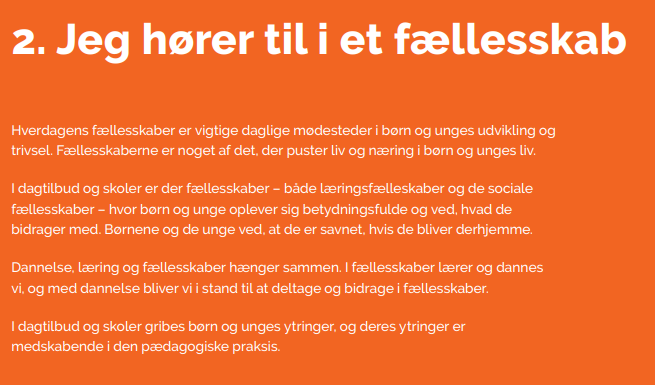 2. Jeg hører til i et fællesskab
Hverdagens fællesskaber er vigtige daglige mødesteder i børn og unges udvikling og
trivsel. Fællesskaberne er noget af det, der puster liv og næring i børn og unges liv.
I dagtilbud og skoler er der fællesskaber – både læringsfælleskaber og de sociale
fællesskaber – hvor børn og unge oplever sig betydningsfulde og ved, hvad de
bidrager med. Børnene og de unge ved, at de er savnet, hvis de bliver derhjemme.
Dannelse, læring og fællesskaber hænger sammen. I fællesskaber lærer og dannes
vi, og med dannelse bliver vi i stand til at deltage og bidrage i fællesskaber.
I dagtilbud og skoler gribes børn og unges ytringer, og deres ytringer er
medskabende i den pædagogiske praksis.